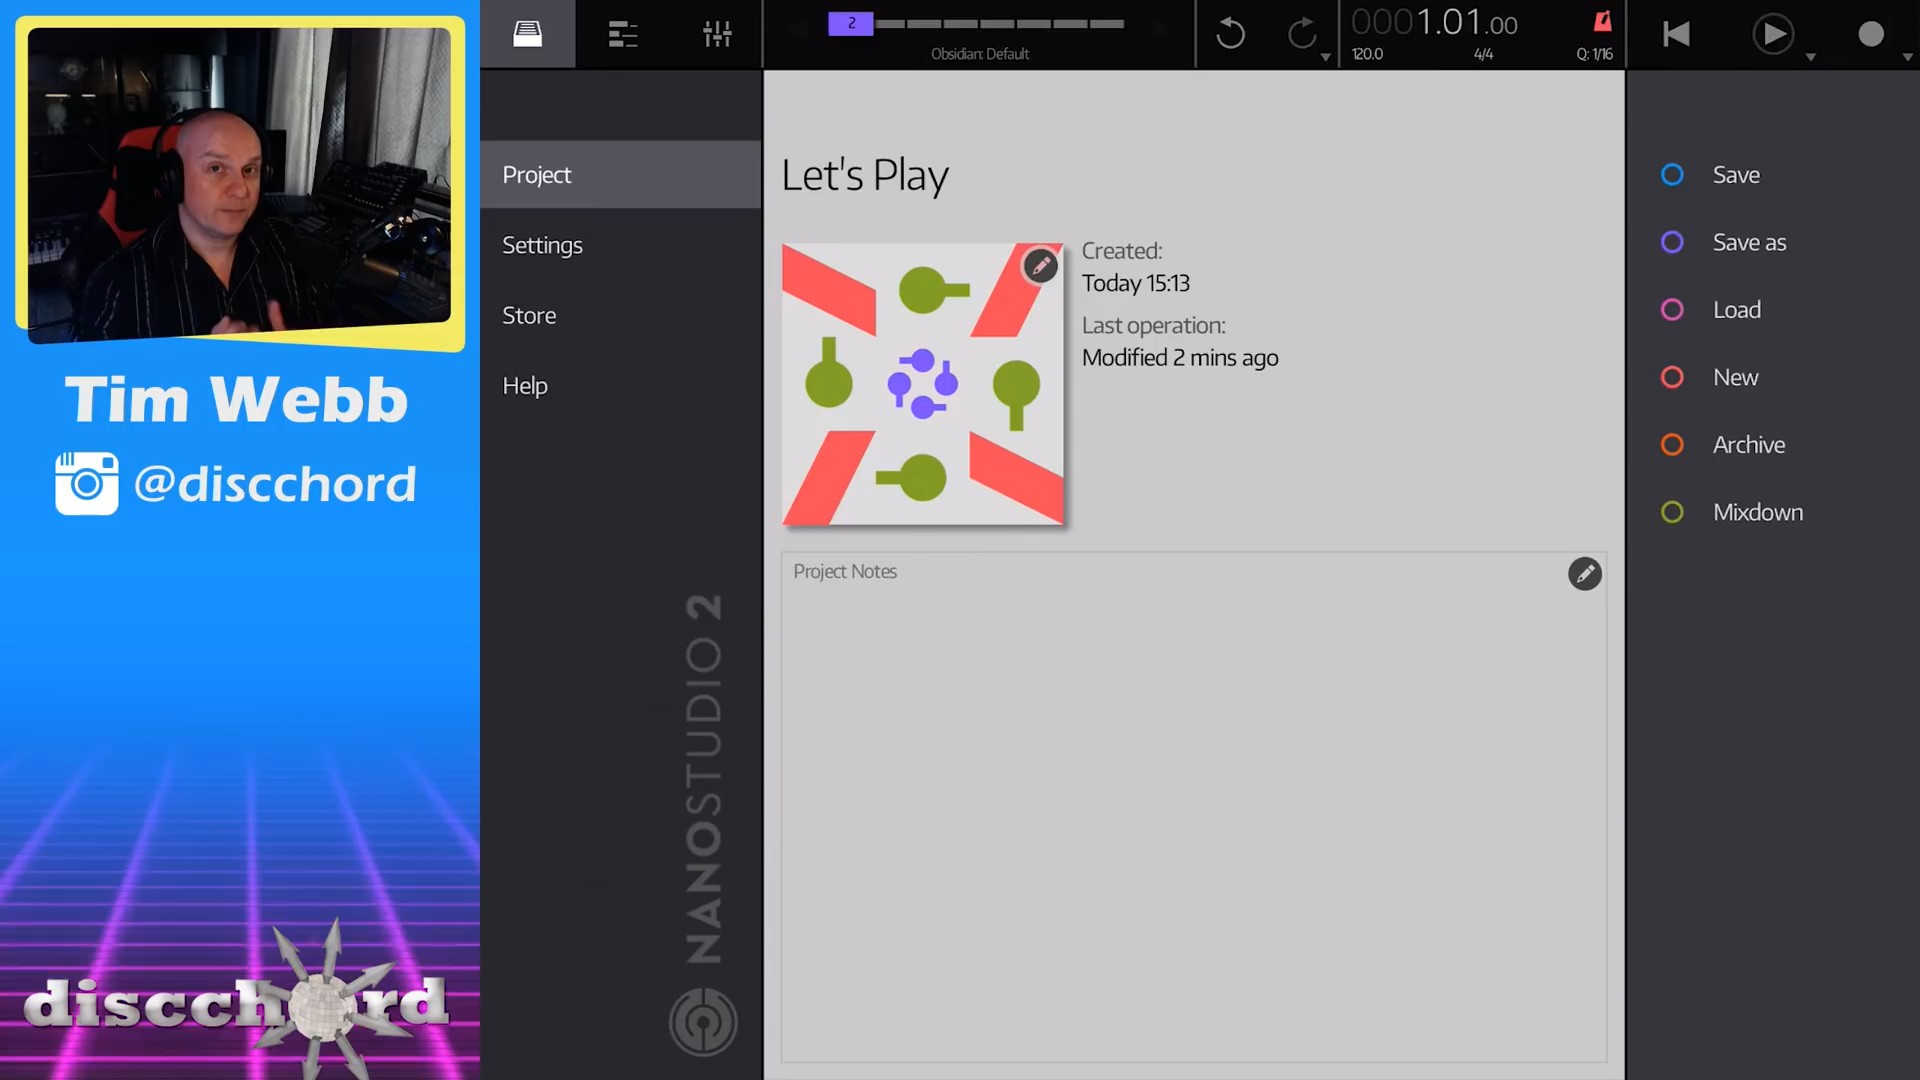 Tim Webb
@discchord
discchord
2
Obsidian: Default
0001.01.00
120.0
4/4
Q: 1/16
Project
Settings
Store
Help
NANOSTUDIO 2
Let's Play
Created:
Today 15:13
Last operation:
Modified 2 mins ago
Project Notes
Save
Save as
Load
New
Archive
Mixdown